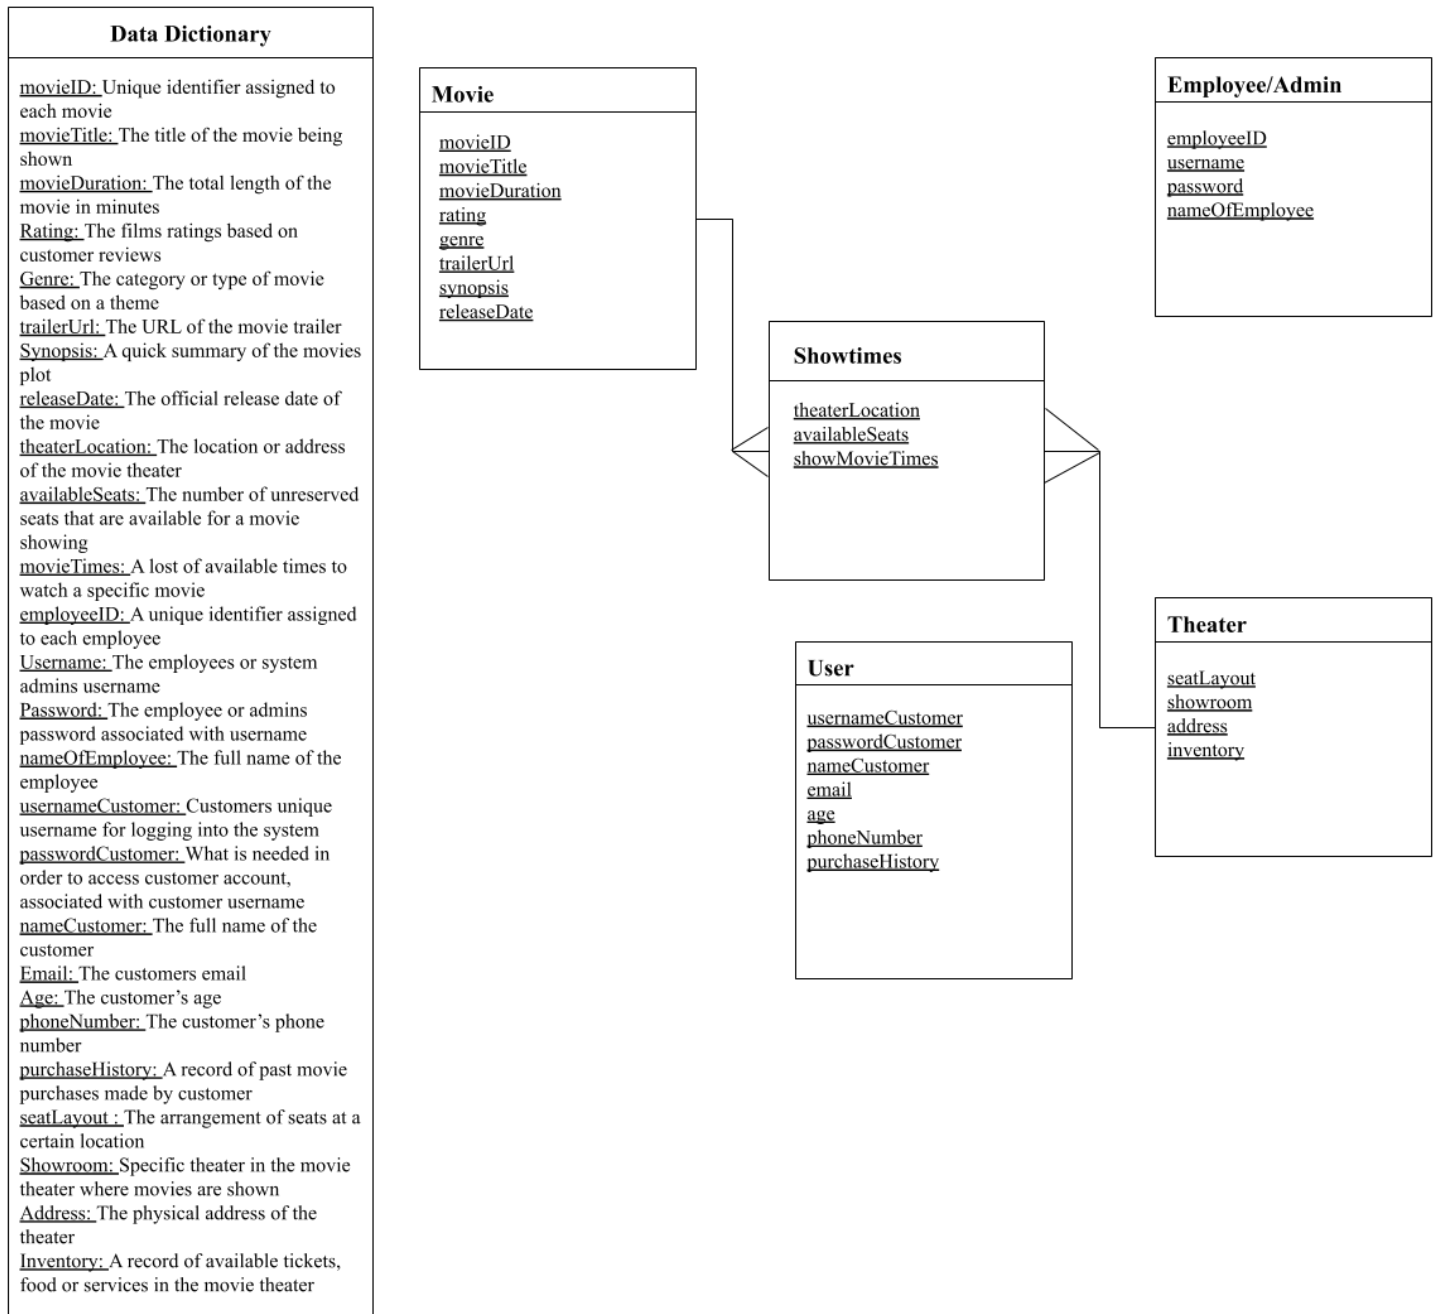 Data Dictionary
movieID: Unique identifier assigned to
each movie
movieTitle: The title of the movie being
shown
movieDuration: The total length of the
movie in minutes
Rating: The films ratings based on
customer reviews
Genre: The category or type of movie
based on a theme
trailerUrl: The URL of the movie trailer
Synopsis: A quick summary of the movies
plot
releaseDate: The official release date of
the movie
theaterLocation: The location or address
of the movie theater
availableSeats: The number of unreserved
seats that are available for a movie
showing
movieTimes: A lost of available times to
watch a specific movie
employeeID: A unique identifier assigned
to each employee
Username: The employees or system
admins username
Password: The employee or admins
password associated with username
nameOfEmployee: The full name of the
employee
usernameCustomer: Customers unique
username for logging into the system
passwordCustomer: What is needed in
order to access customer account,
associated with customer username
nameCustomer: The full name of the
customer
Email: The customers email
Age: The customer’s age
phoneNumber: The customer’s phone
number
purchaseHistory: A record of past movie
purchases made by customer
seatLayout : The arrangement of seats at a
certain location
Showroom: Specific theater in the movie
theater where movies are shown
Address: The physical address of the
theater
Inventory: A record of available tickets,
food or services in the movie theater
Movie
movieID
movieTitle
movieDuration
rating
genre
trailerUrl
synopsis
releaseDate
Employee/Admin
employeeID
username
password
nameOfEmployee
Showtimes
theaterLocation
availableSeats
showMovieTimes
User
usernameCustomer
passwordCustomer
nameCustomer
email
age
phoneNumber
purchaseHistory
Theater
seatLayout
showroom
address
inventory